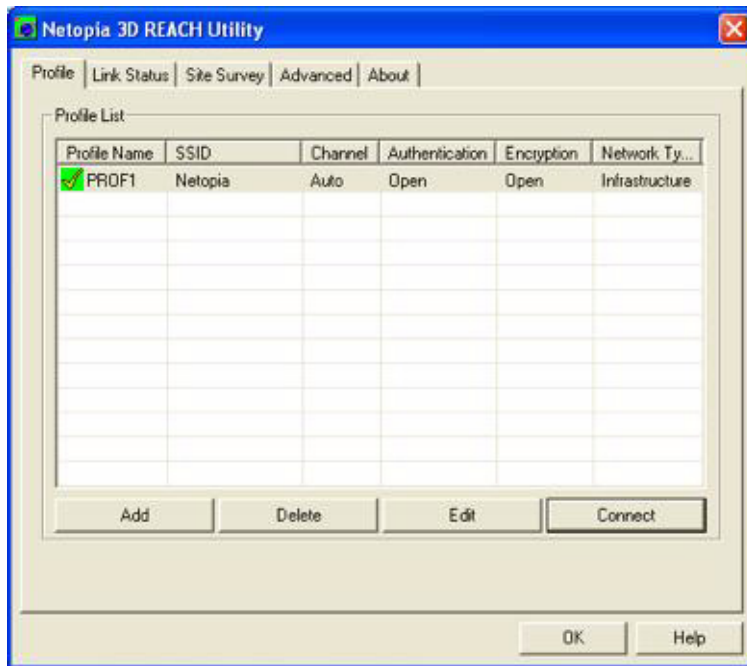 Netopia 3D REACH Utility
Profile Link Status Site Survey Advanced About
Profile List
Profile Name SSID Channel Authentication Encryption Network Ty...
PROF1 Netopia Auto Open Open Infrastructure
Add Delete Edit Connect
OK Help